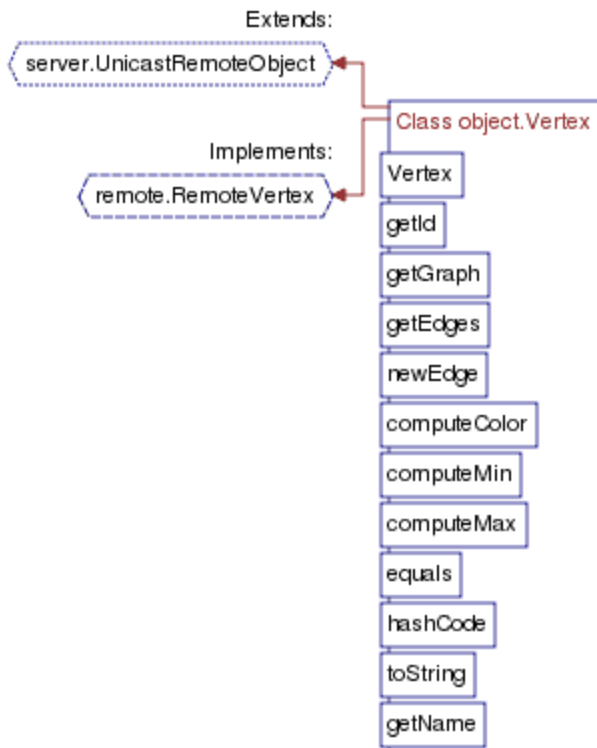 Extends:
server.UnicastRemoteObject
Class object.Vertex
Implements:
remote.RemoteVertex
Vertex
getId
getGraph
getEdges
newEdge
computeColor
computeMin
computeMax
equals
hashCode
toString
getName